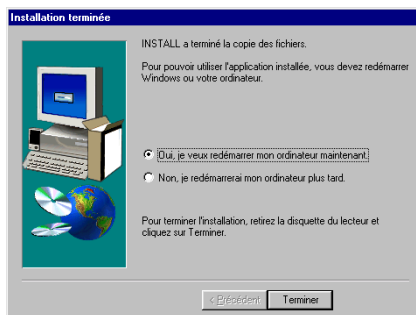 Installation terminée
INSTALL a terminé la copie des fichiers.
Pour pouvoir utiliser l'application installée, vous devez redémarrer
Windows ou votre ordinateur.
Oui, je veux redémarrer mon ordinateur maintenant.
Non, je redémarrerai mon ordinateur plus tard.
Pour terminer l'installation, retirez la disquette du lecteur et
cliquez sur Terminer.
< Précédent
Terminer